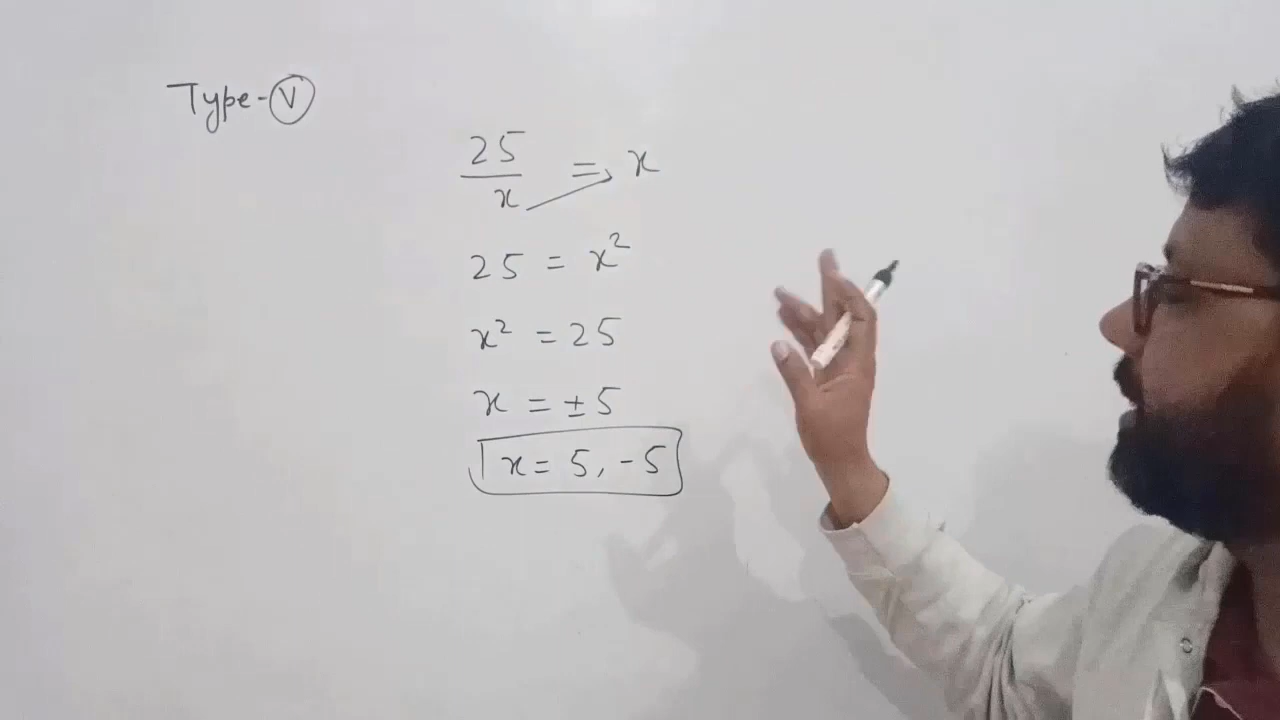 Type-Ⓥ
25/x = x
25 = x²
x² = 25
x = ±5
x = 5, -5